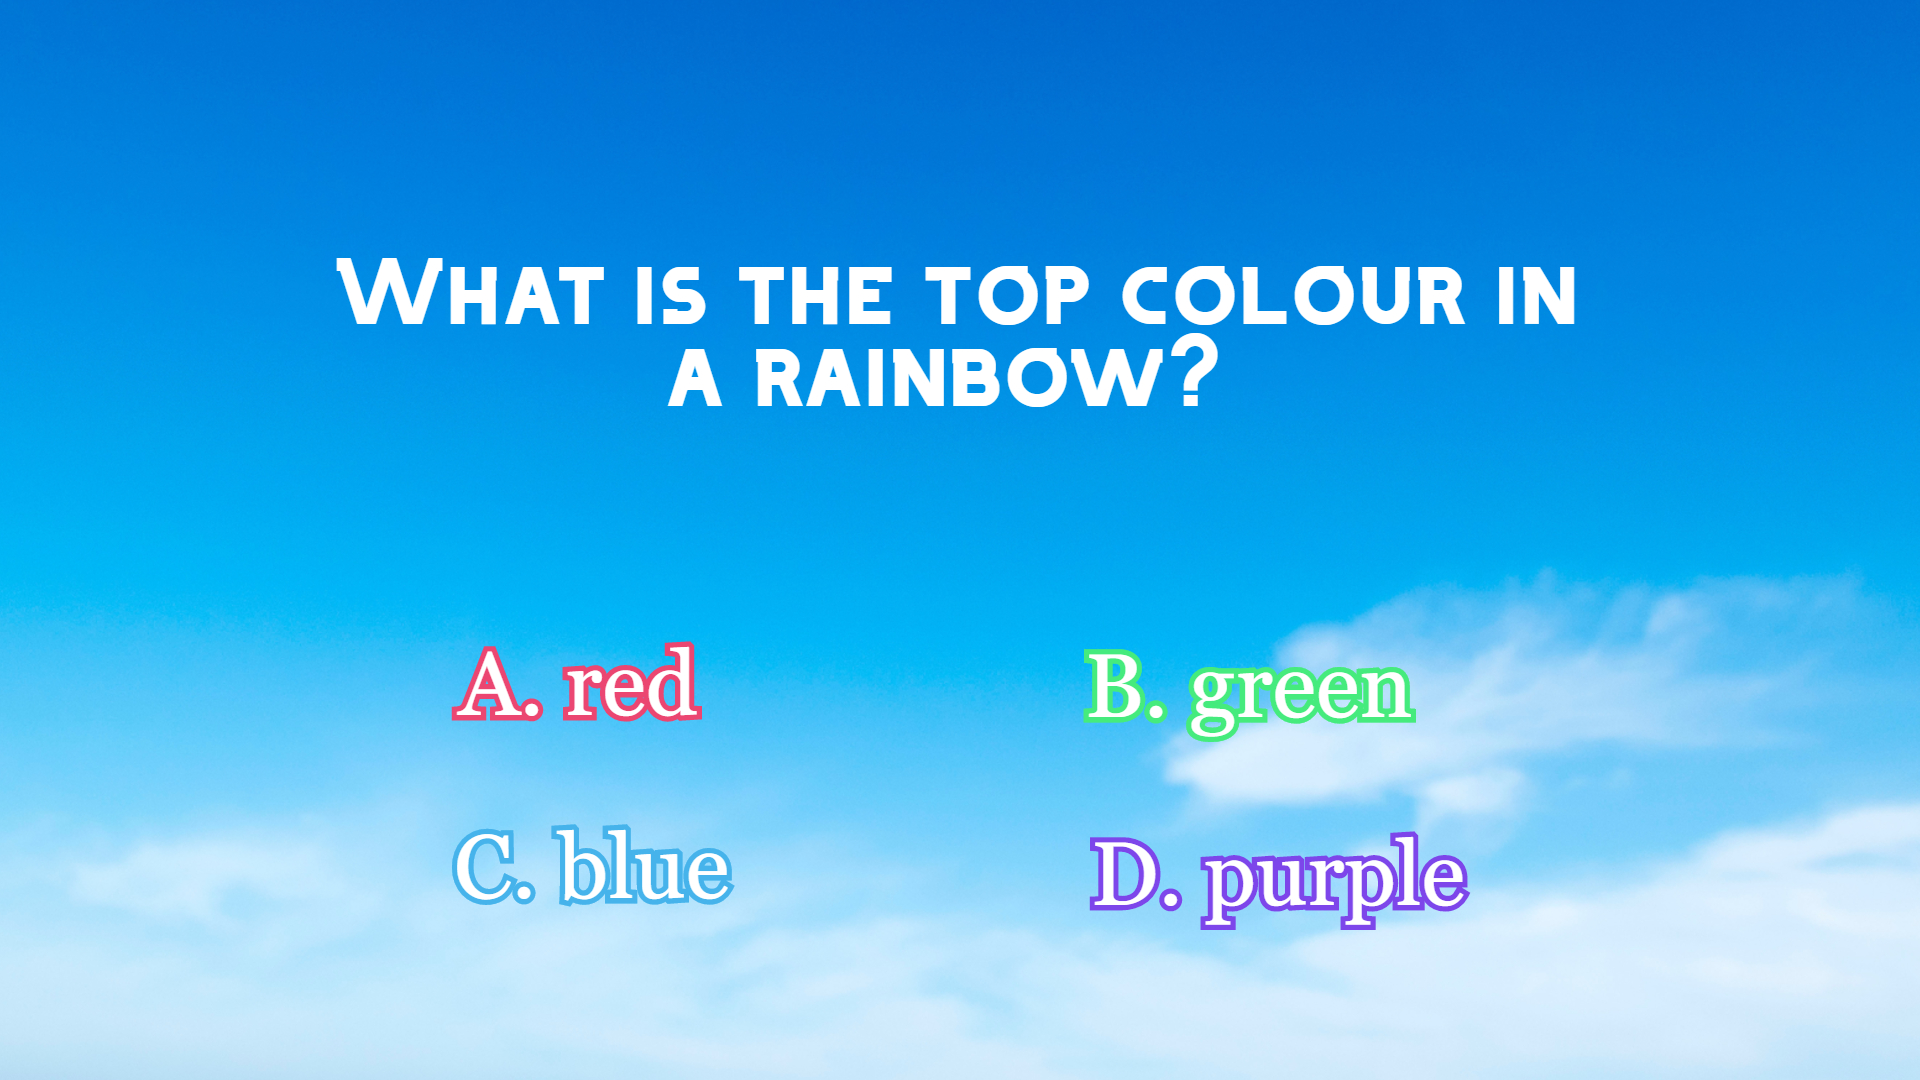 What is the top colour in
a rainbow?
A. red
B. green
C. blue
D. purple